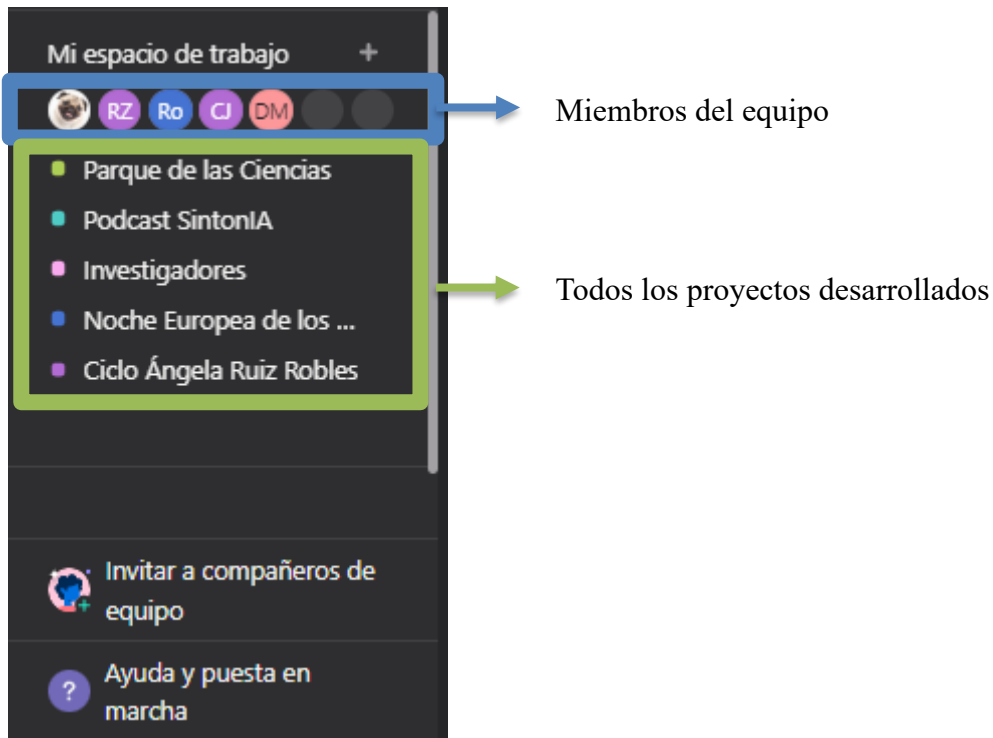 Mi espacio de trabajo +
RZ Ro CJ DM
Miembros del equipo
Parque de las Ciencias
Podcast SintonIA
Investigadores
Noche Europea de los ...
Ciclo Ángela Ruiz Robles
Todos los proyectos desarrollados
Invitar a compañeros de
equipo
? Ayuda y puesta en
marcha